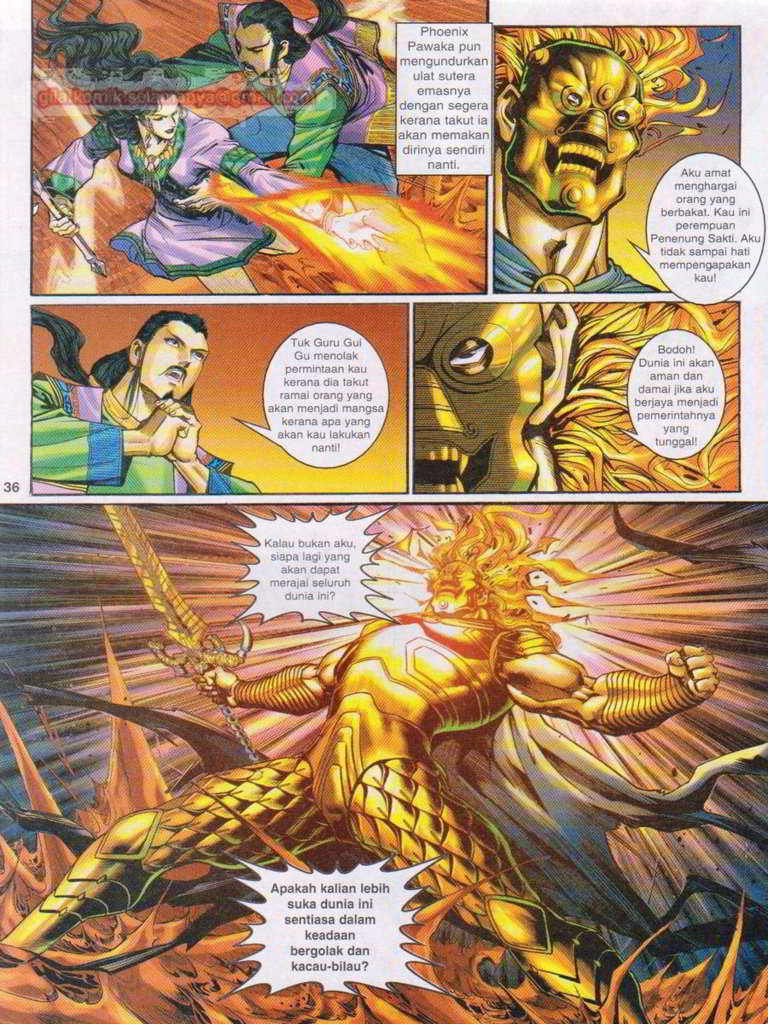 Phoenix
Pawaka pun
mengundurkan
ulat sutera
emasnya
dengan segera
kerana takut ia
akan memakan
dirinya sendiri
nanti.
Aku amat
menghargai
orang yang
berbakat. Kau ini
perempuan
Penenung Sakti. Aku
tidak sampai hati
mempengapakan
kau!
Tuk Guru Gui
Gu menolak
permintaan kau
kerana dia takut
ramai orang yang
akan menjadi mangsa
kerana apa yang
akan kau lakukan
nanti!
Bodoh!
Dunia ini akan
aman dan
damai jika aku
berjaya menjadi
pemerintahnya
yang
tunggal!
36
Kalau bukan aku,
siapa lagi yang
akan dapat
merajai seluruh
dunia ini?
Apakah kalian lebih
suka dunia ini
sentiasa dalam
keadaan
bergolak dan
kacau-bilau?